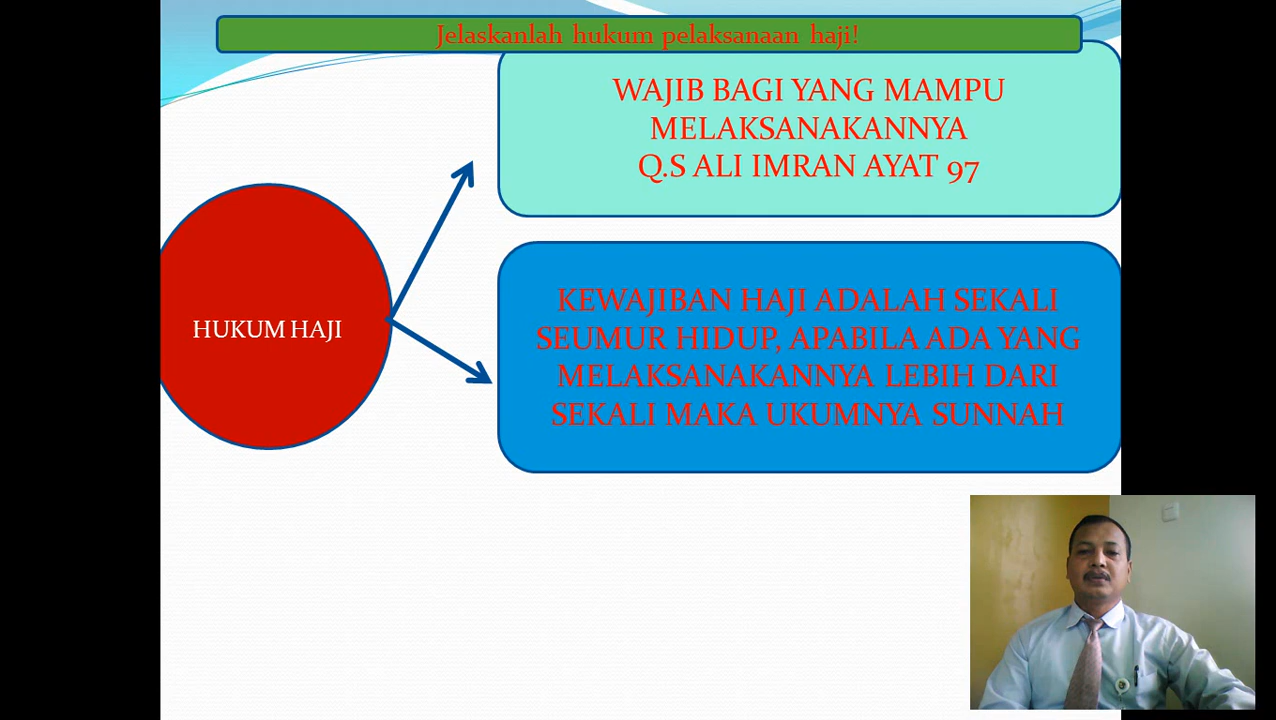 Jelaskanlah hukum pelaksanaan haji!
WAJIB BAGI YANG MAMPU
MELAKSANAKANNYA
Q.S ALI IMRAN AYAT 97
HUKUM HAJI
KEWAJIBAN HAJI ADALAH SEKALI
SEUMUR HIDUP, APABILA ADA YANG
MELAKSANAKANNYA LEBIH DARI
SEKALI MAKA UKUMNYA SUNNAH